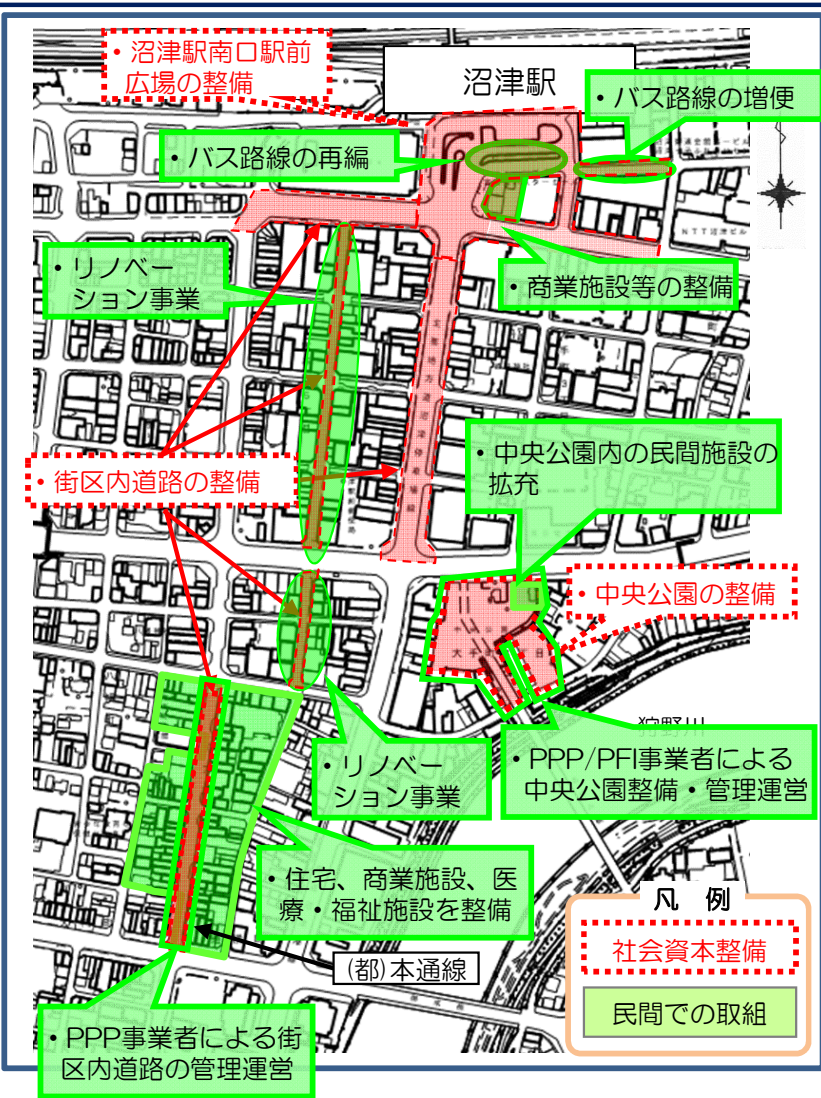 ・沼津駅南口駅前
広場の整備
沼津駅
・バス路線の増便
・バス路線の再編
NTT沼津ビル
・リノベー
ション事業
・商業施設等の整備
・中央公園内の民間施設の
拡充
・街区内道路の整備
・中央公園の整備
狩野川
・リノベー
ション事業
・PPP/PFI事業者による
中央公園整備・管理運営
・住宅、商業施設、医
療・福祉施設を整備
(都)本通線
・PPP事業者による街
区内道路の管理運営
凡 例
社会資本整備
民間での取組